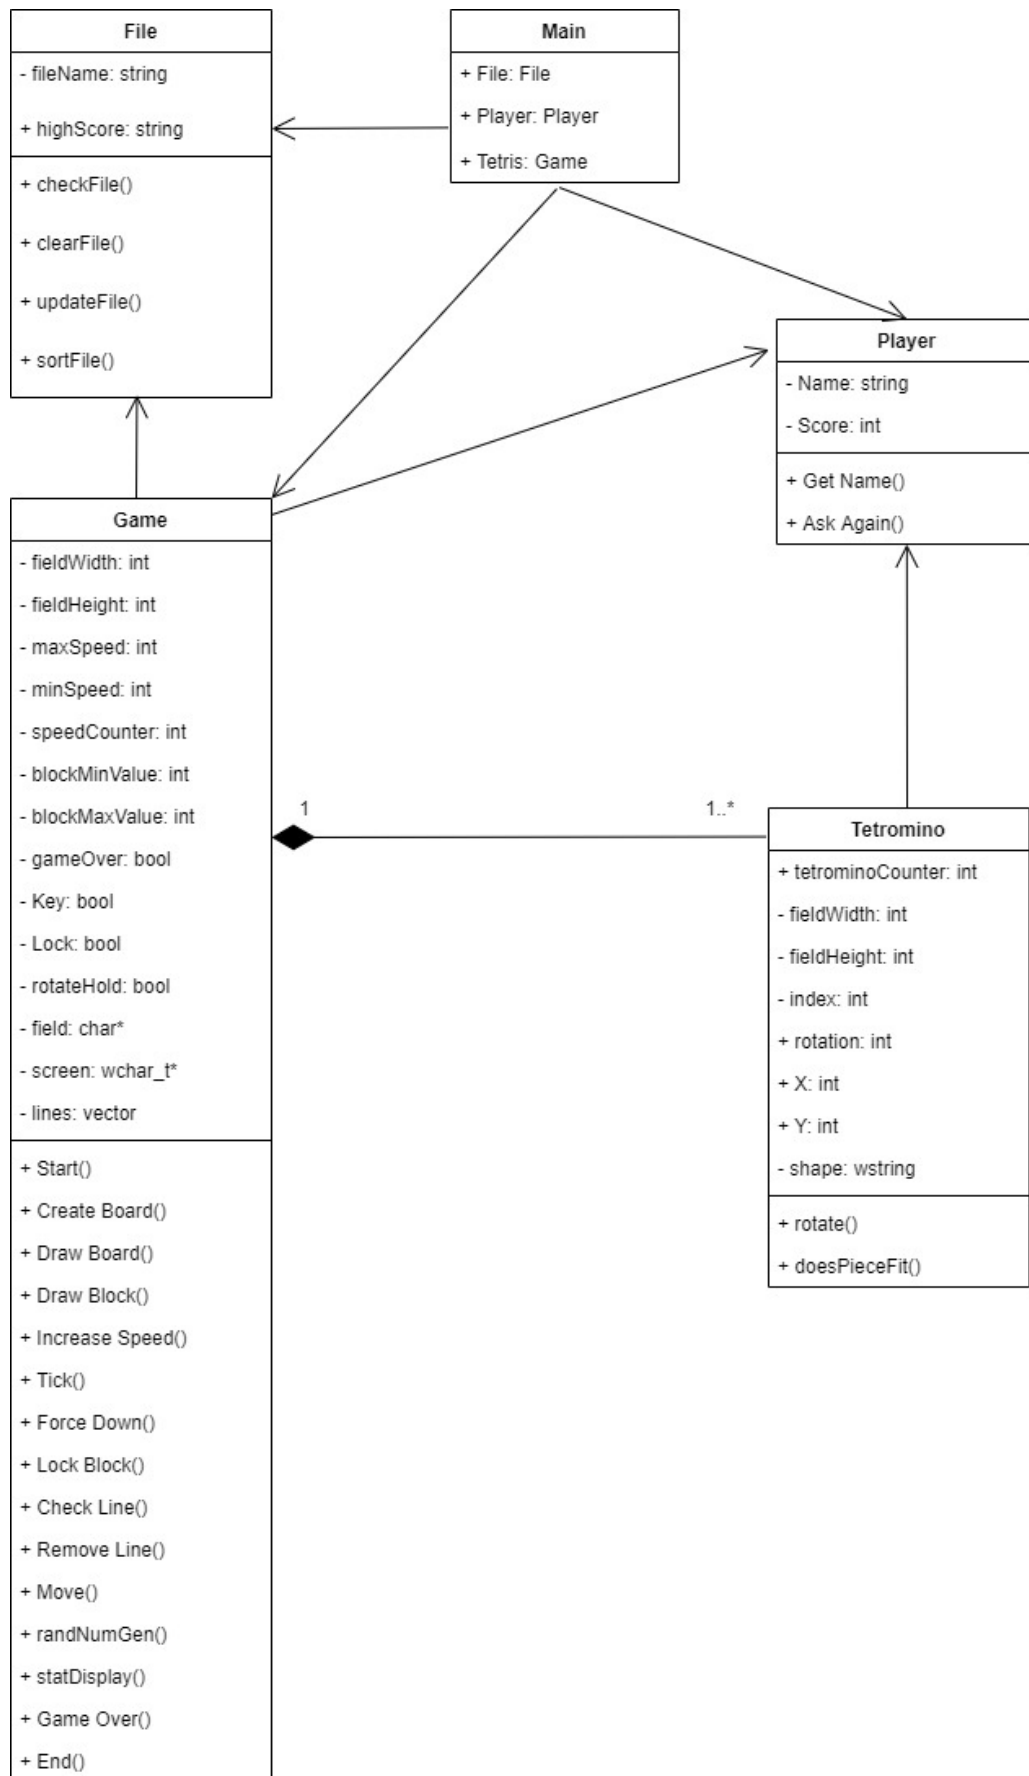 File
- fileName: string
+ highScore: string
+ checkFile()
+ clearFile()
+ updateFile()
+ sortFile()
Main
+ File: File
+ Player: Player
+ Tetris: Game
Player
- Name: string
- Score: int
+ Get Name()
+ Ask Again()
Game
- fieldWidth: int
- fieldHeight: int
- maxSpeed: int
- minSpeed: int
- speedCounter: int
- blockMinValue: int
- blockMaxValue: int
- gameOver: bool
- Key: bool
- Lock: bool
- rotateHold: bool
- field: char*
- screen: wchar_t*
- lines: vector
+ Start()
+ Create Board()
+ Draw Board()
+ Draw Block()
+ Increase Speed()
+ Tick()
+ Force Down()
+ Lock Block()
+ Check Line()
+ Remove Line()
+ Move()
+ randNumGen()
+ statDisplay()
+ Game Over()
+ End()
1
1..*
Tetromino
+ tetrominoCounter: int
- fieldWidth: int
- fieldHeight: int
- index: int
+ rotation: int
+ X: int
+ Y: int
- shape: wstring
+ rotate()
+ doesPieceFit()